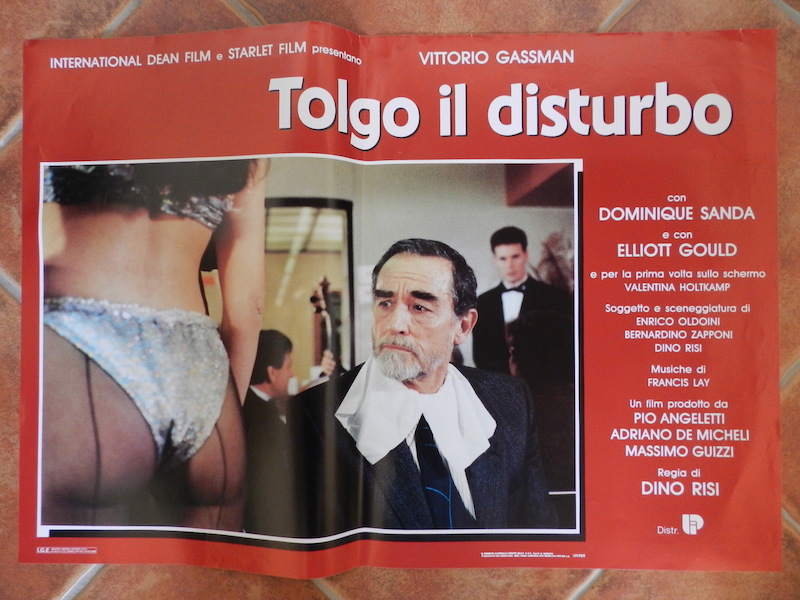 INTERNATIONAL DEAN FILM e STARLET FILM presentano
VITTORIO GASSMAN
Tolgo il disturbo
con
DOMINIQUE SANDA
e con
ELLIOTT GOULD
e per la prima volta sullo schermo
VALENTINA HOLTKAMP
Soggetto e sceneggiatura di
ENRICO OLDOINI
BERNARDINO ZAPPONI
DINO RISI
Musiche di
FRANCIS LAY
Un film prodotto da
PIO ANGELETTI
ADRIANO DE MICHELI
MASSIMO GUIZZI
Regia di
DINO RISI
Distr.
I.G.E.